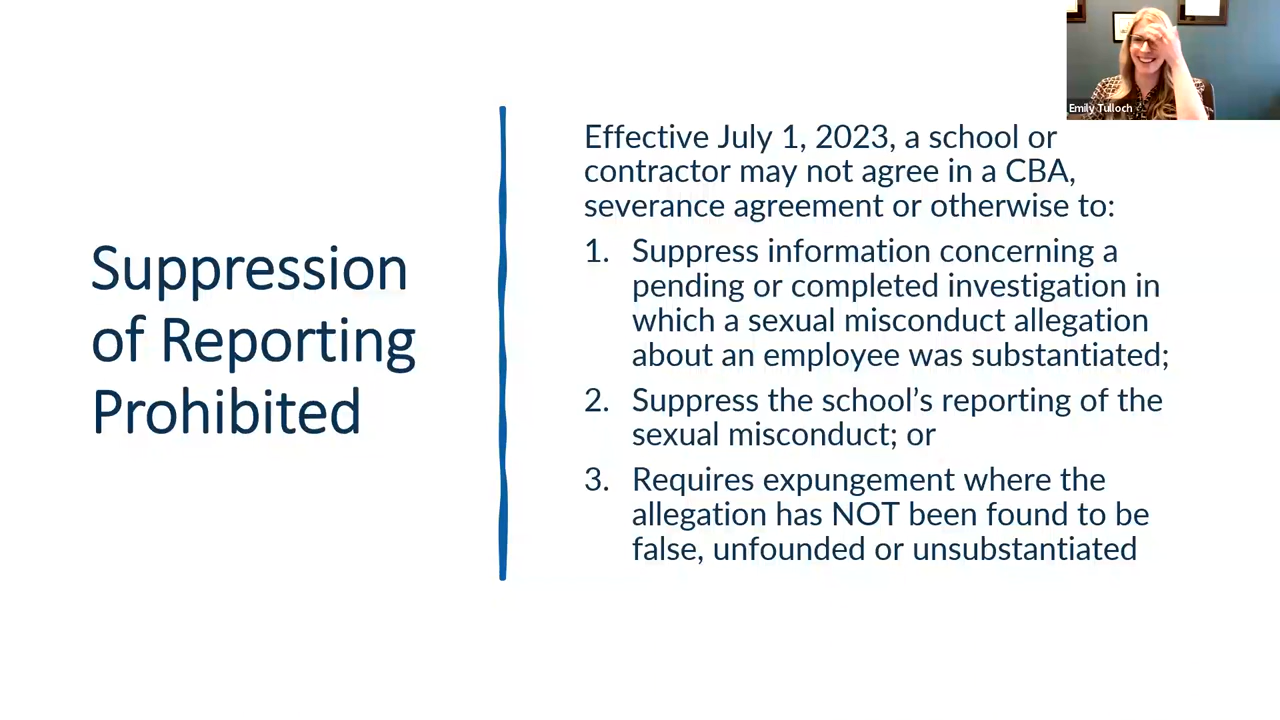 Emily Tulloch
Suppression
of Reporting
Prohibited
Effective July 1, 2023, a school or
contractor may not agree in a CBA,
severance agreement or otherwise to:
1. Suppress information concerning a
pending or completed investigation in
which a sexual misconduct allegation
about an employee was substantiated;
2. Suppress the school’s reporting of the
sexual misconduct; or
3. Requires expungement where the
allegation has NOT been found to be
false, unfounded or unsubstantiated